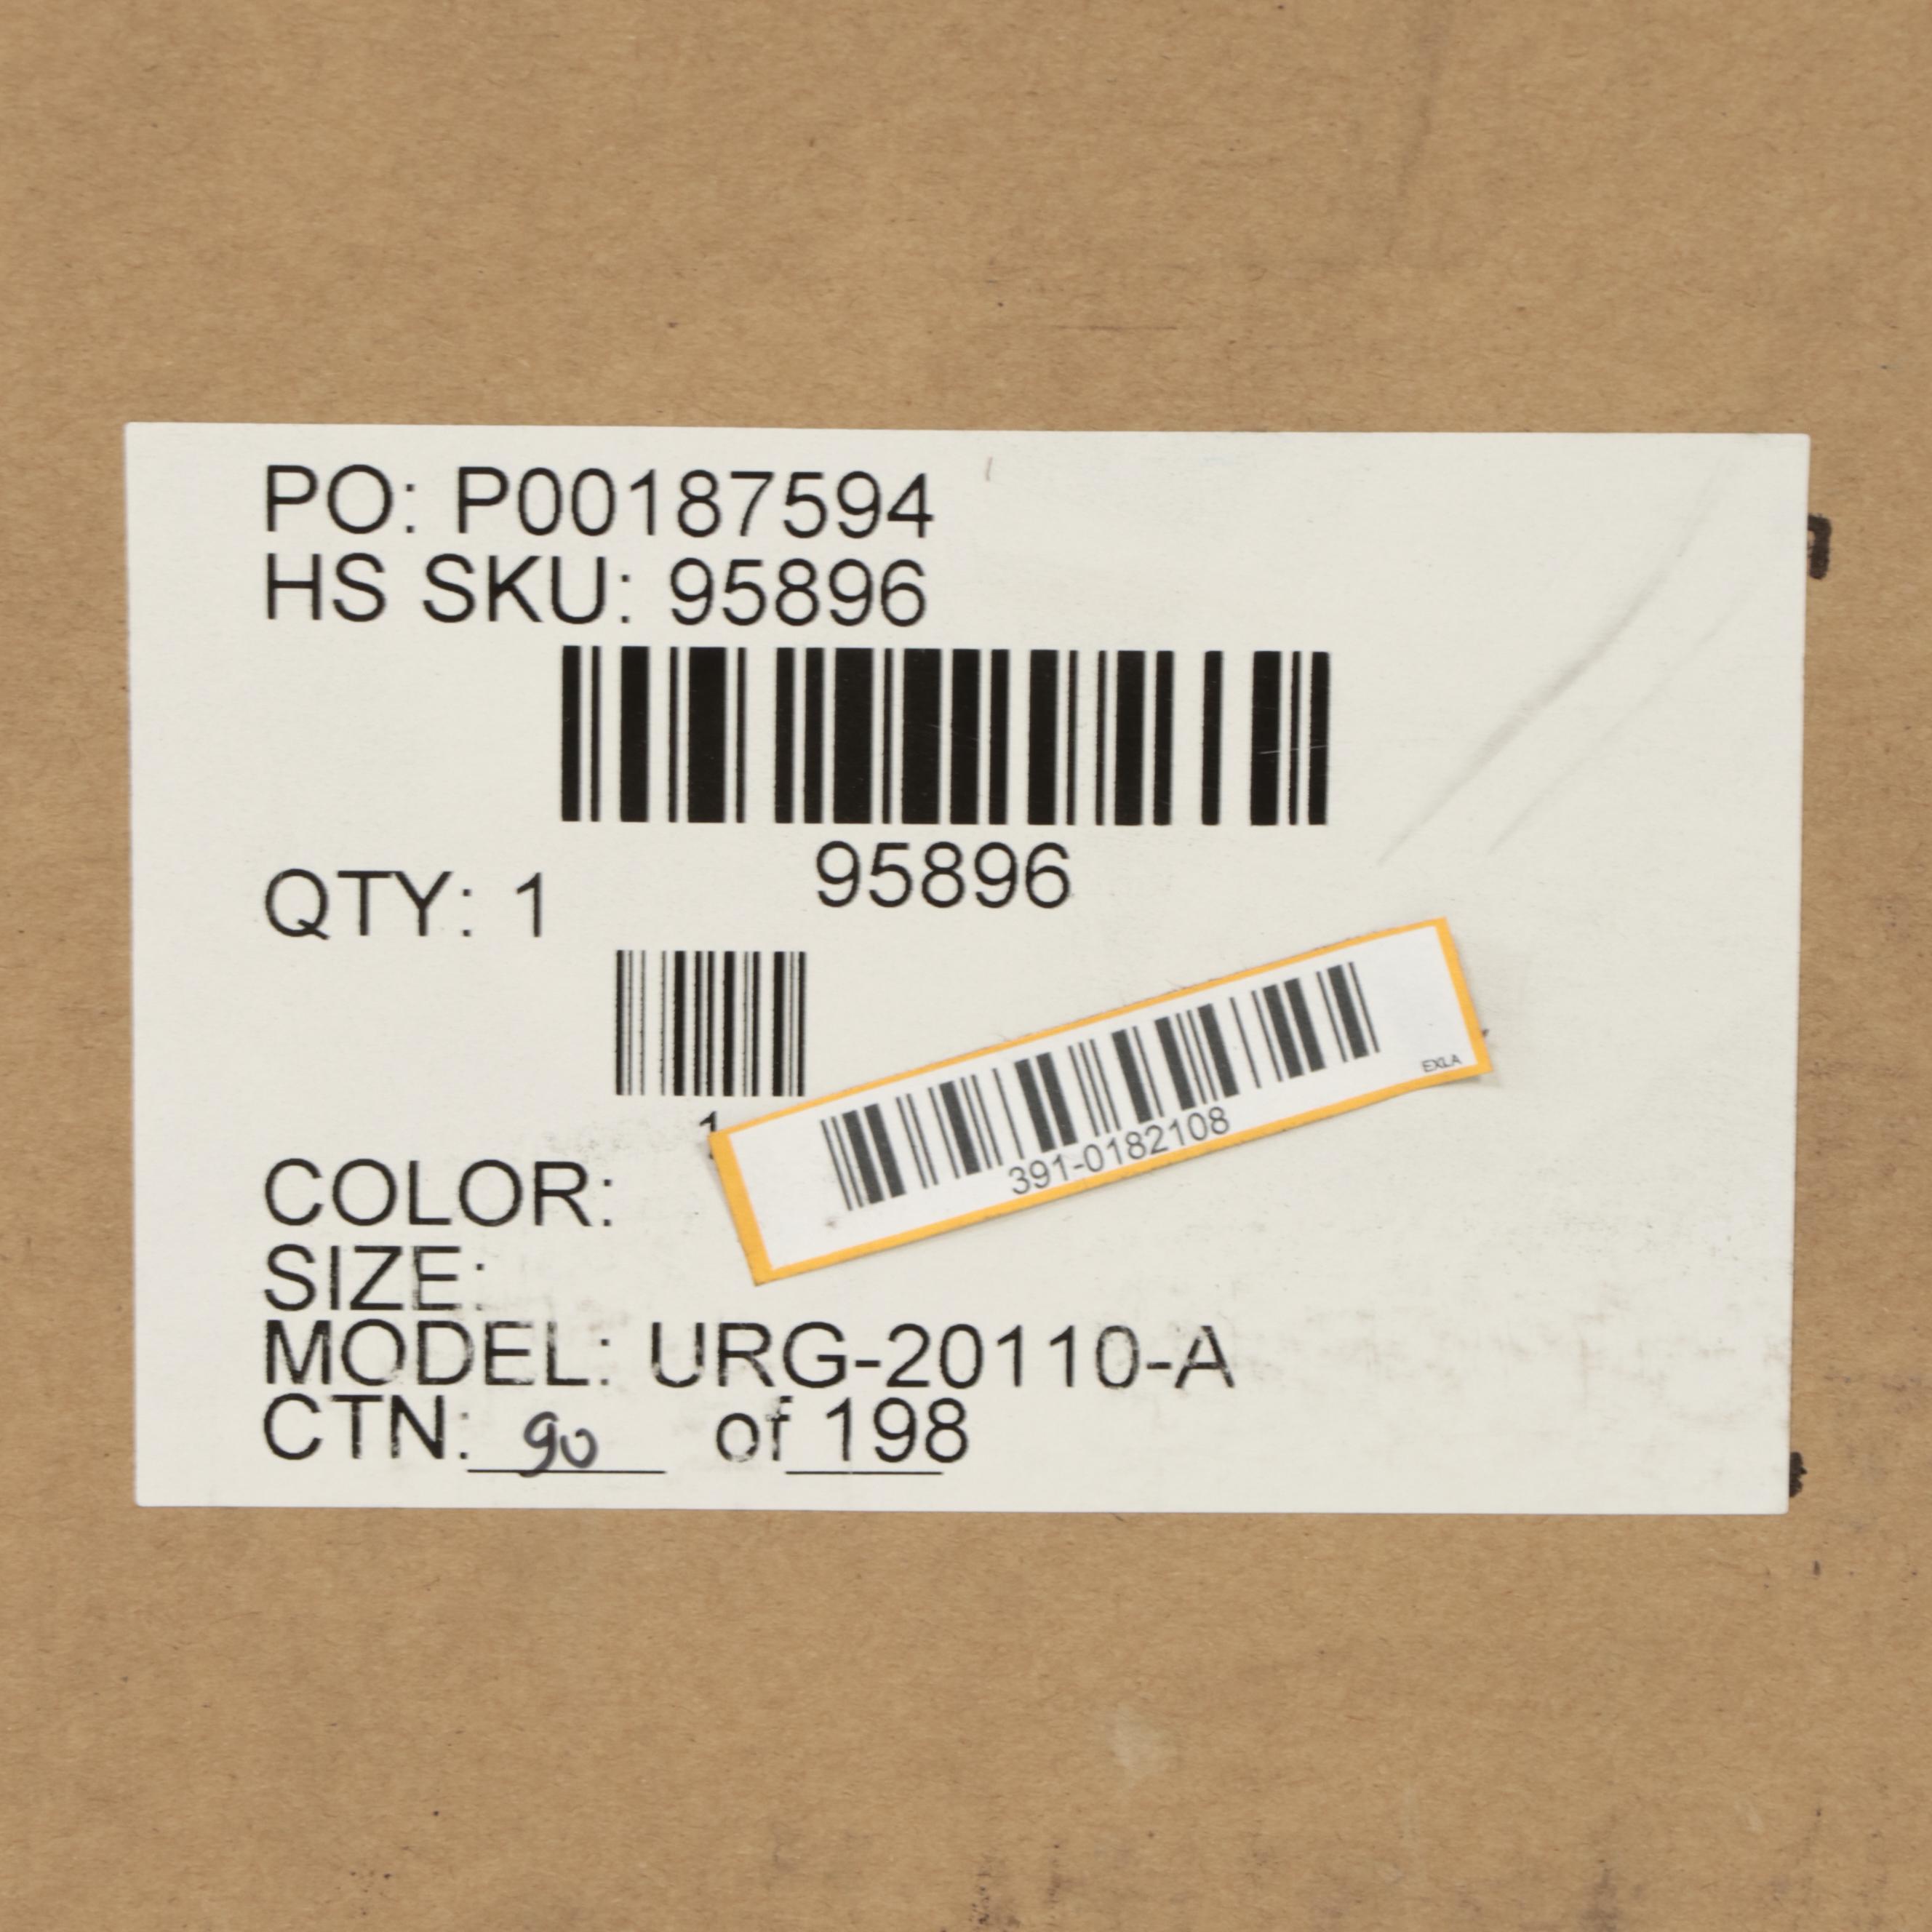 PO: P00187594
HS SKU: 95896
95896
QTY: 1
1
EXLA
391-0182108
COLOR:
SIZE:
MODEL: URG-20110-A
CTN: 90 of 198